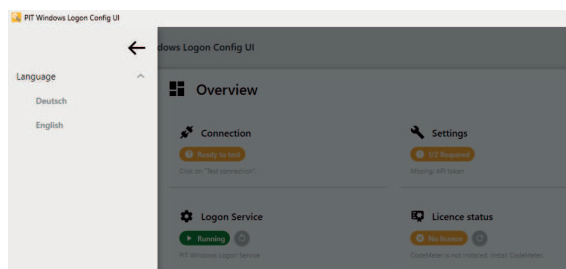 PIT Windows Logon Config UI
dows Logon Config UI
Language
Deutsch
English
Overview
Connection
Ready to test
Click on "Test connection".
Settings
1/2 Required
Missing: API token
Logon Service
Running
PIT Windows Logon Service
Licence status
No licence
CodeMeter is not installed. Install CodeMeter.